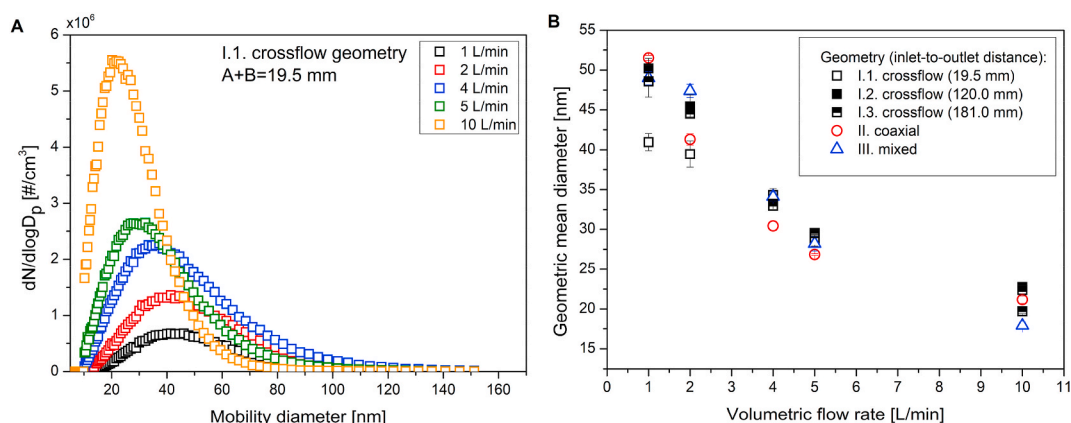 A
×10⁶
I.1. crossflow geometry
A+B=19.5 mm
1 L/min
2 L/min
4 L/min
5 L/min
10 L/min
6
5
4
3
2
1
0
dN/dlogDₚ [#/cm³]
20 40 60 80 100 120 140 160
Mobility diameter [nm]
B
Geometry (inlet-to-outlet distance):
I.1. crossflow (19.5 mm)
I.2. crossflow (120.0 mm)
I.3. crossflow (181.0 mm)
II. coaxial
III. mixed
55
50
45
40
35
30
25
20
15
Geometric mean diameter [nm]
0 1 2 3 4 5 6 7 8 9 10 11
Volumetric flow rate [L/min]